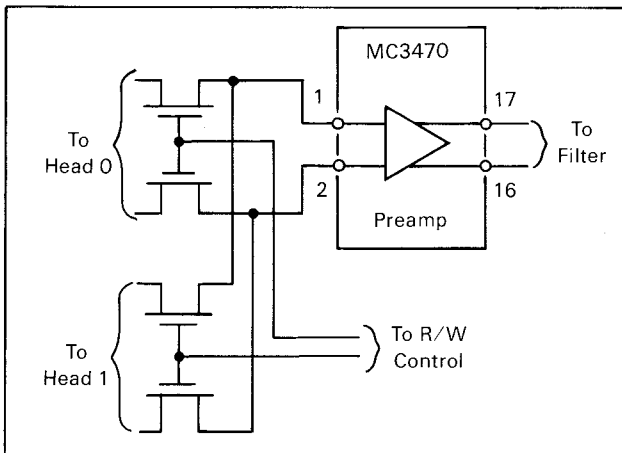 MC3470
1
17
To
Head 0
To
Filter
2
16
Preamp
To
Head 1
To R/W
Control